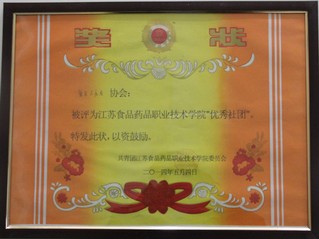 奖状
协会：
被评为江苏食品药品职业技术学院"优秀社团"，
特发此状，以资鼓励。
共青团江苏食品药品职业技术学院委员会
二〇一四年五月四日